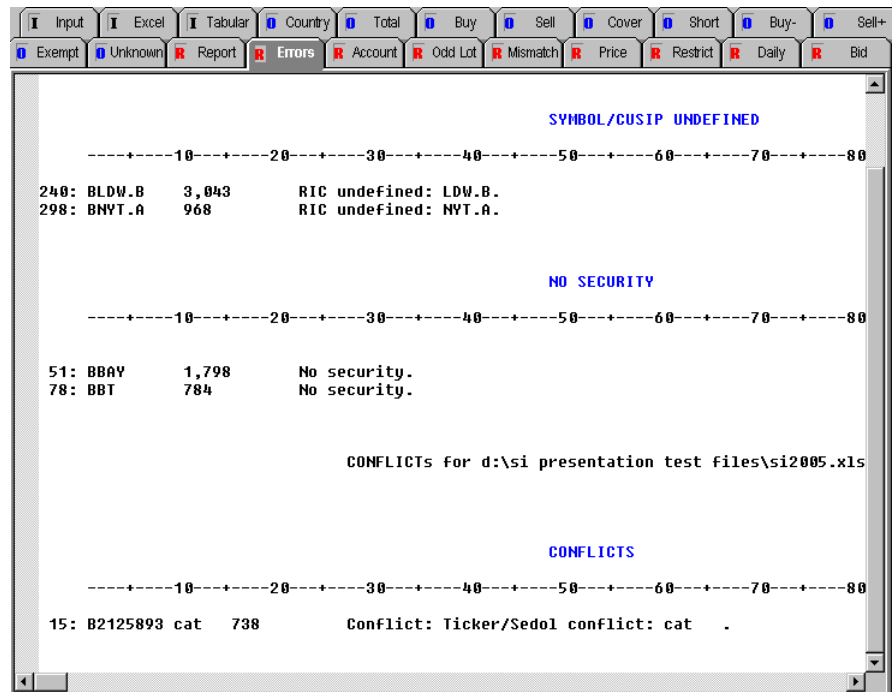 I Input I Excel I Tabular O Country O Total O Buy O Sell O Cover O Short O Buy- O Sell+
O Exempt O Unknown R Report R Errors R Account R Odd Lot R Mismatch R Price R Restrict R Daily R Bid
SYMBOL/CUSIP UNDEFINED
----+----10---+----20---+----30---+----40---+----50---+----60---+----70---+----80
240: BLDW.B 3,043 RIC undefined: LDW.B.
298: BNYT.A 968 RIC undefined: NYT.A.
NO SECURITY
----+----10---+----20---+----30---+----40---+----50---+----60---+----70---+----80
51: BBAY 1,798 No security.
78: BBT 784 No security.
CONFLICTs for d:\si presentation test files\si2005.xls
CONFLICTS
----+----10---+----20---+----30---+----40---+----50---+----60---+----70---+----80
15: B2125893 cat 738 Conflict: Ticker/Sedol conflict: cat .